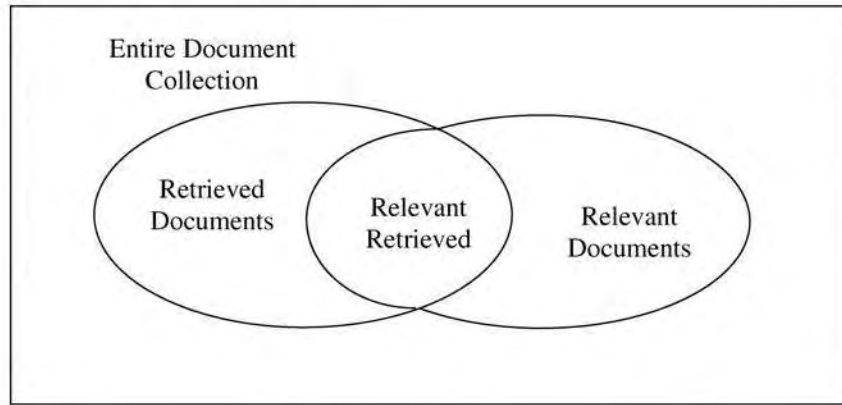 Entire Document
Collection
Retrieved
Documents
Relevant
Retrieved
Relevant
Documents